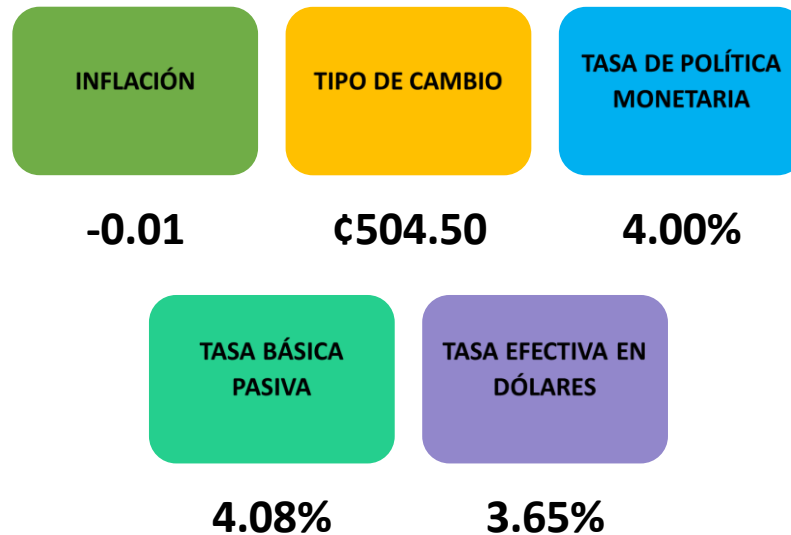 INFLACIÓN
TIPO DE CAMBIO
TASA DE POLÍTICA
MONETARIA
-0.01
¢504.50
4.00%
TASA BÁSICA
PASIVA
TASA EFECTIVA EN
DÓLARES
4.08%
3.65%